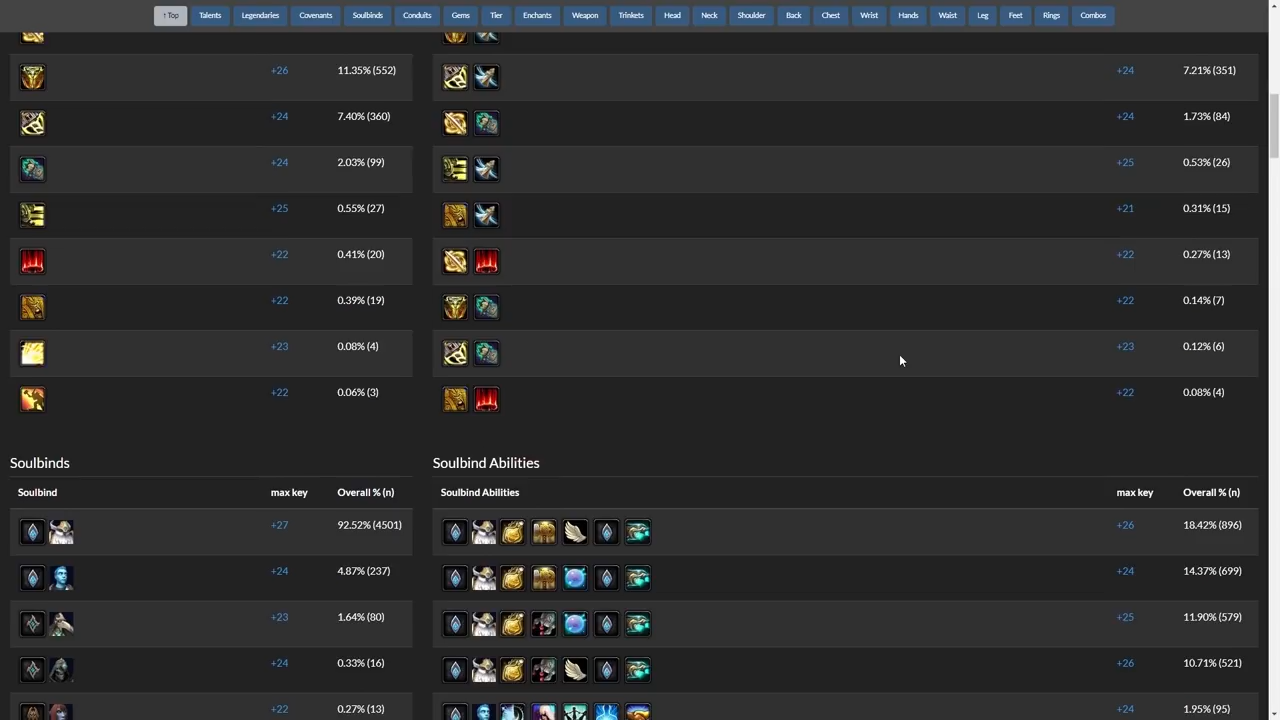 ↑ Top Talents Legendaries Covenants Soulbinds Conduits Gems Tier Enchants Weapon Trinkets Head Neck Shoulder Back Chest Wrist Hands Waist Leg Feet Rings Combos
+26 11.35% (552) +24 7.21% (351)
+24 7.40% (360) +24 1.73% (84)
+24 2.03% (99) +25 0.53% (26)
+25 0.55% (27) +21 0.31% (15)
+22 0.41% (20) +22 0.27% (13)
+22 0.39% (19) +22 0.14% (7)
+23 0.08% (4) +23 0.12% (6)
+22 0.06% (3) +22 0.08% (4)
Soulbinds Soulbind Abilities
Soulbind max key Overall % (n) Soulbind Abilities max key Overall % (n)
+27 92.52% (4501) +26 18.42% (896)
+24 4.87% (237) +24 14.37% (699)
+23 1.64% (80) +25 11.90% (579)
+24 0.33% (16) +26 10.71% (521)
+22 0.27% (13) +24 1.95% (95)